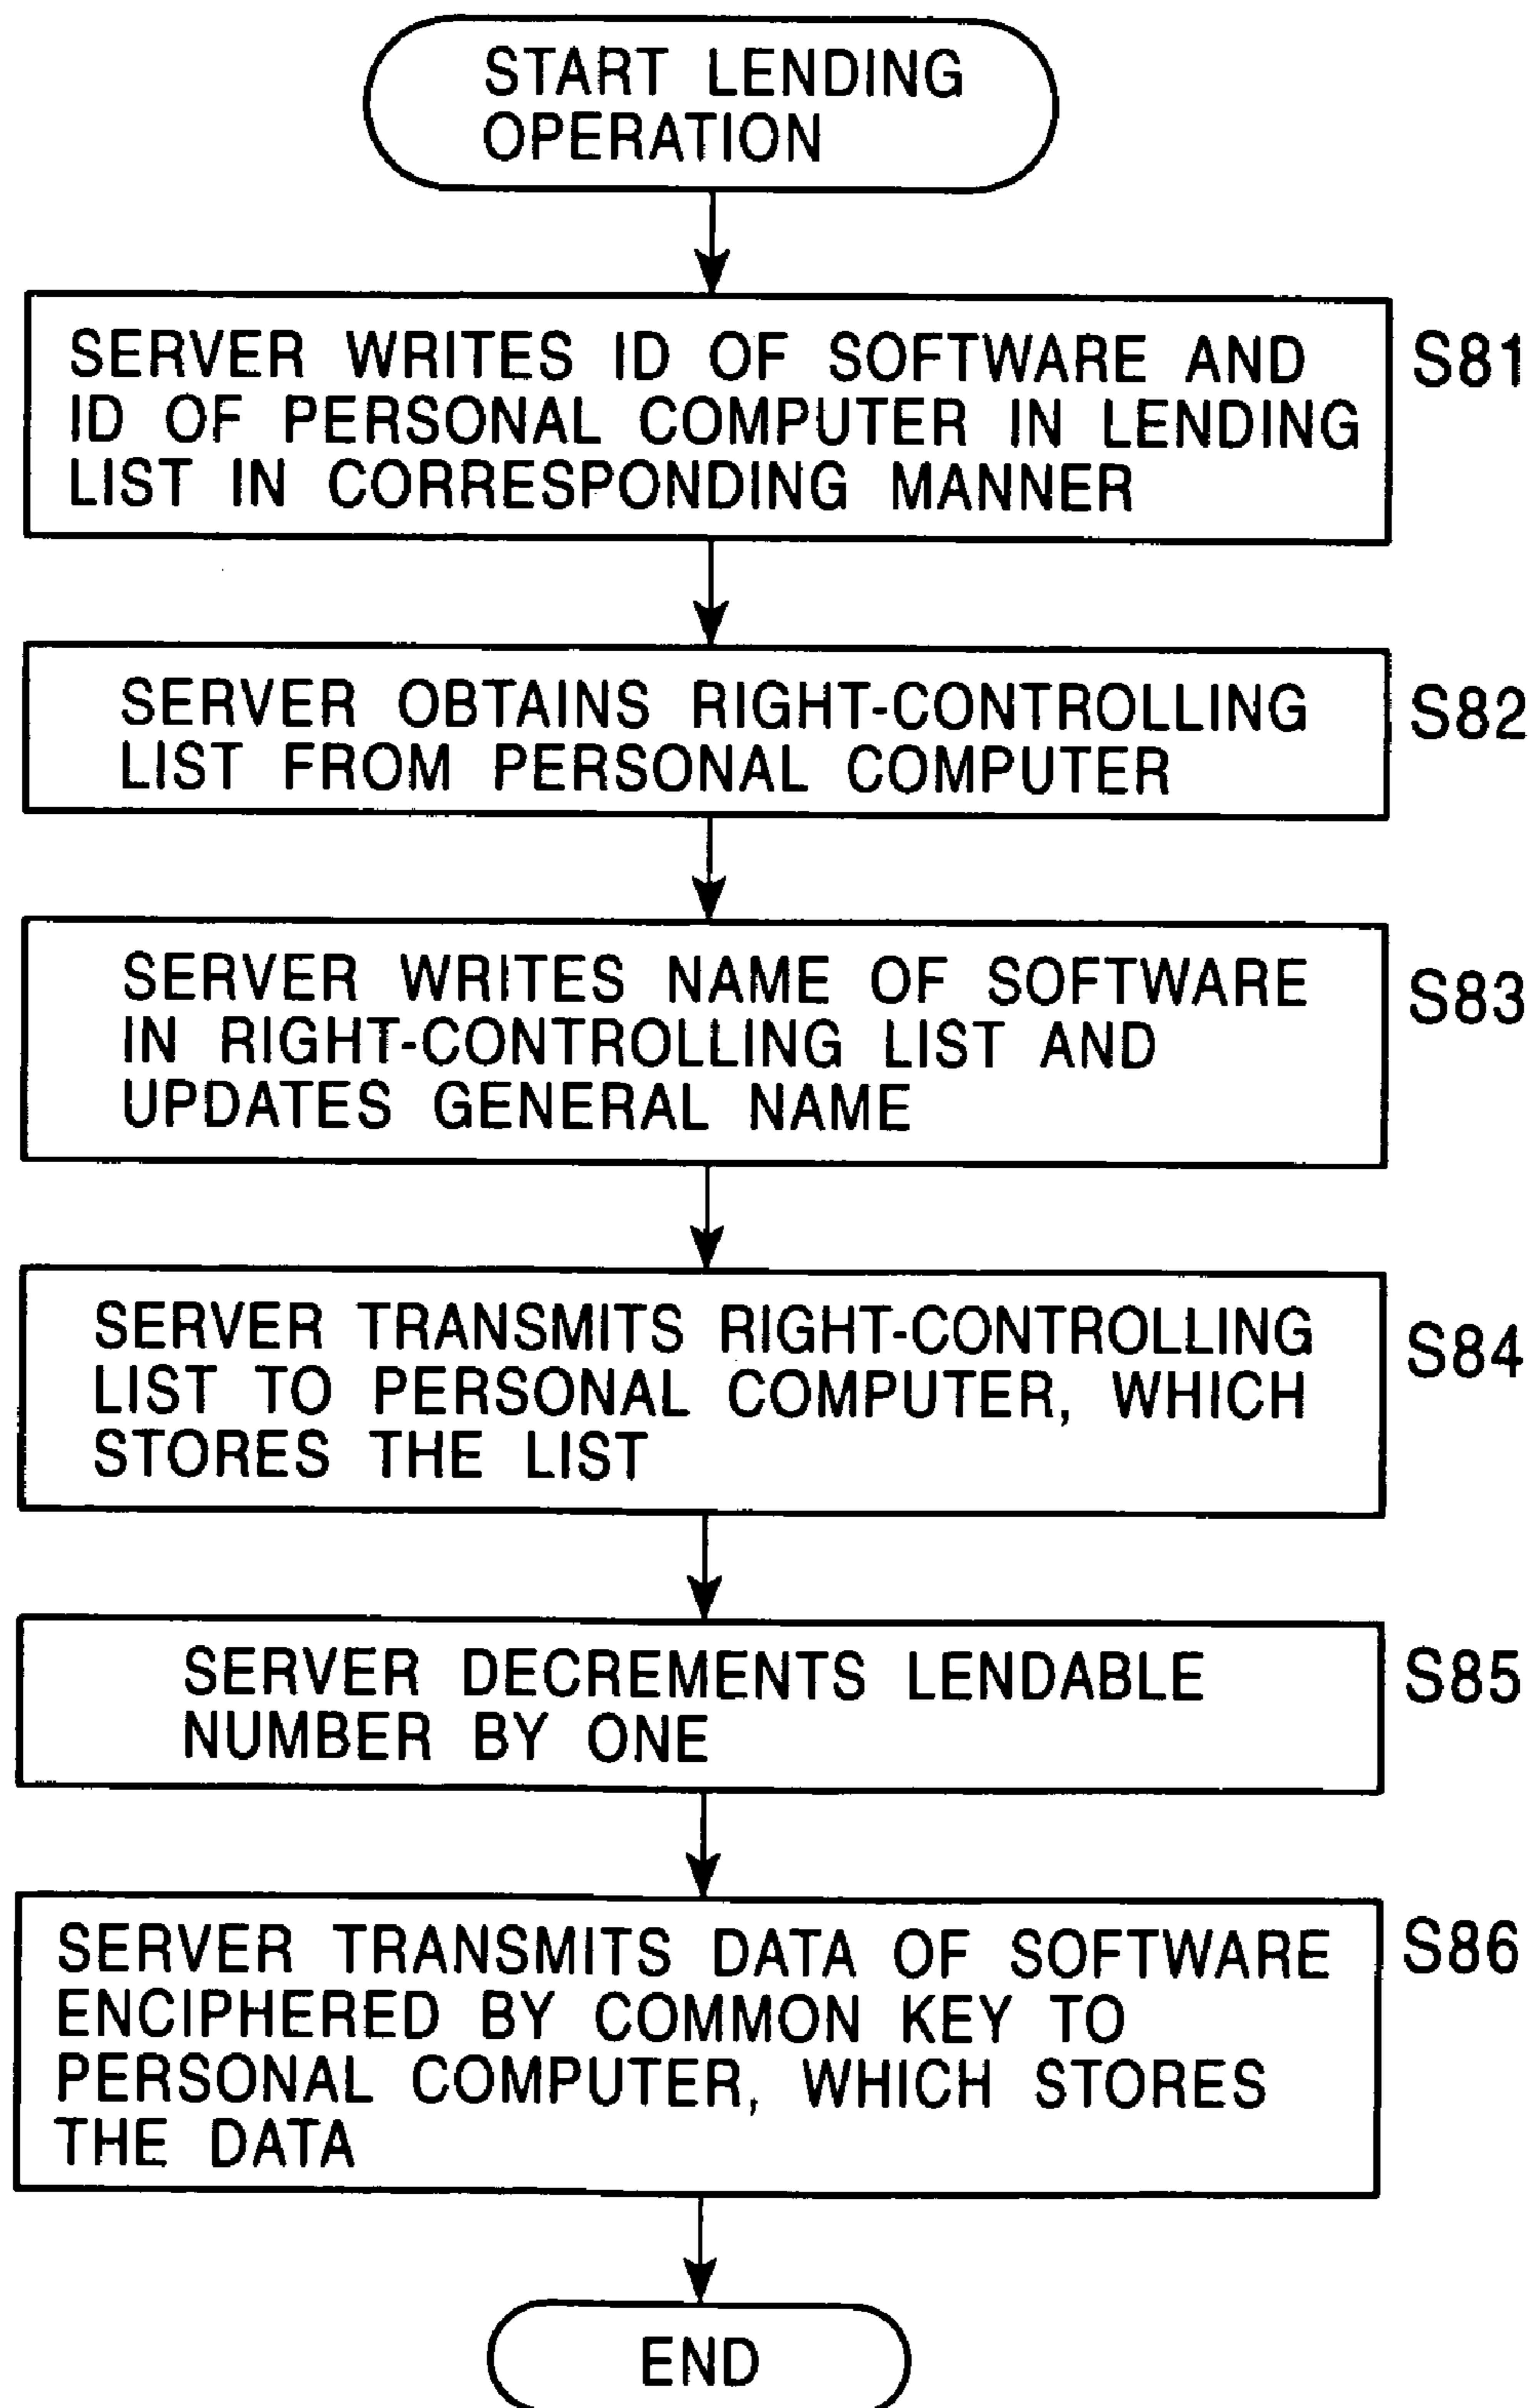 START LENDING
OPERATION
SERVER WRITES ID OF SOFTWARE AND
ID OF PERSONAL COMPUTER IN LENDING
LIST IN CORRESPONDING MANNER
S81
SERVER OBTAINS RIGHT-CONTROLLING
LIST FROM PERSONAL COMPUTER
S82
SERVER WRITES NAME OF SOFTWARE
IN RIGHT-CONTROLLING LIST AND
UPDATES GENERAL NAME
S83
SERVER TRANSMITS RIGHT-CONTROLLING
LIST TO PERSONAL COMPUTER, WHICH
STORES THE LIST
S84
SERVER DECREMENTS LENDABLE
NUMBER BY ONE
S85
SERVER TRANSMITS DATA OF SOFTWARE
ENCIPHERED BY COMMON KEY TO
PERSONAL COMPUTER, WHICH STORES
THE DATA
S86
END